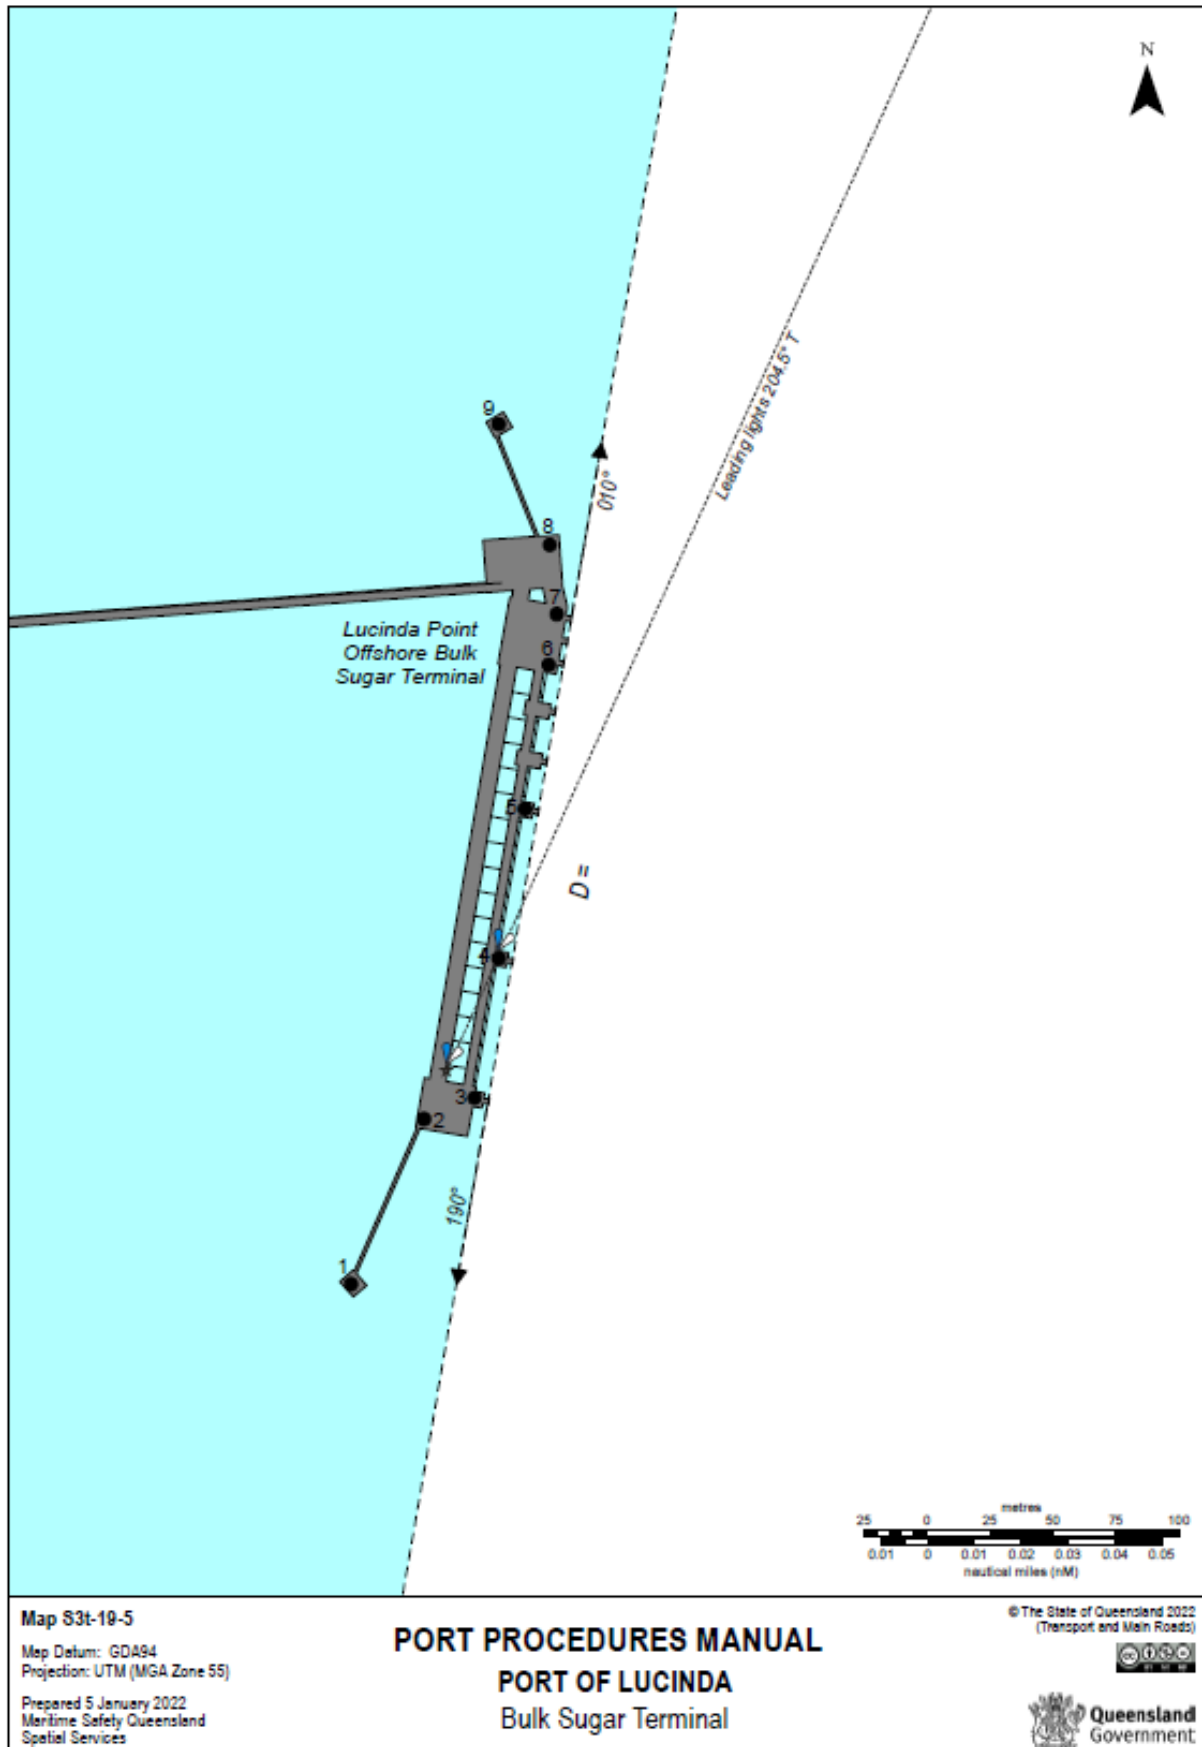 N
Leading lights 204.5° T
9
010°
8
7
Lucinda Point
Offshore Bulk
Sugar Terminal
6
5
D =
4
3
2
190°
1
metres
25 0 25 50 75 100
0.01 0 0.01 0.02 0.03 0.04 0.05
nautical miles (nM)
Map S3t-19-5
Map Datum: GDA94
Projection: UTM (MGA Zone 55)
Prepared 5 January 2022
Maritime Safety Queensland
Spatial Services
PORT PROCEDURES MANUAL
PORT OF LUCINDA
Bulk Sugar Terminal
© The State of Queensland 2022
(Transport and Main Roads)
Queensland
Government